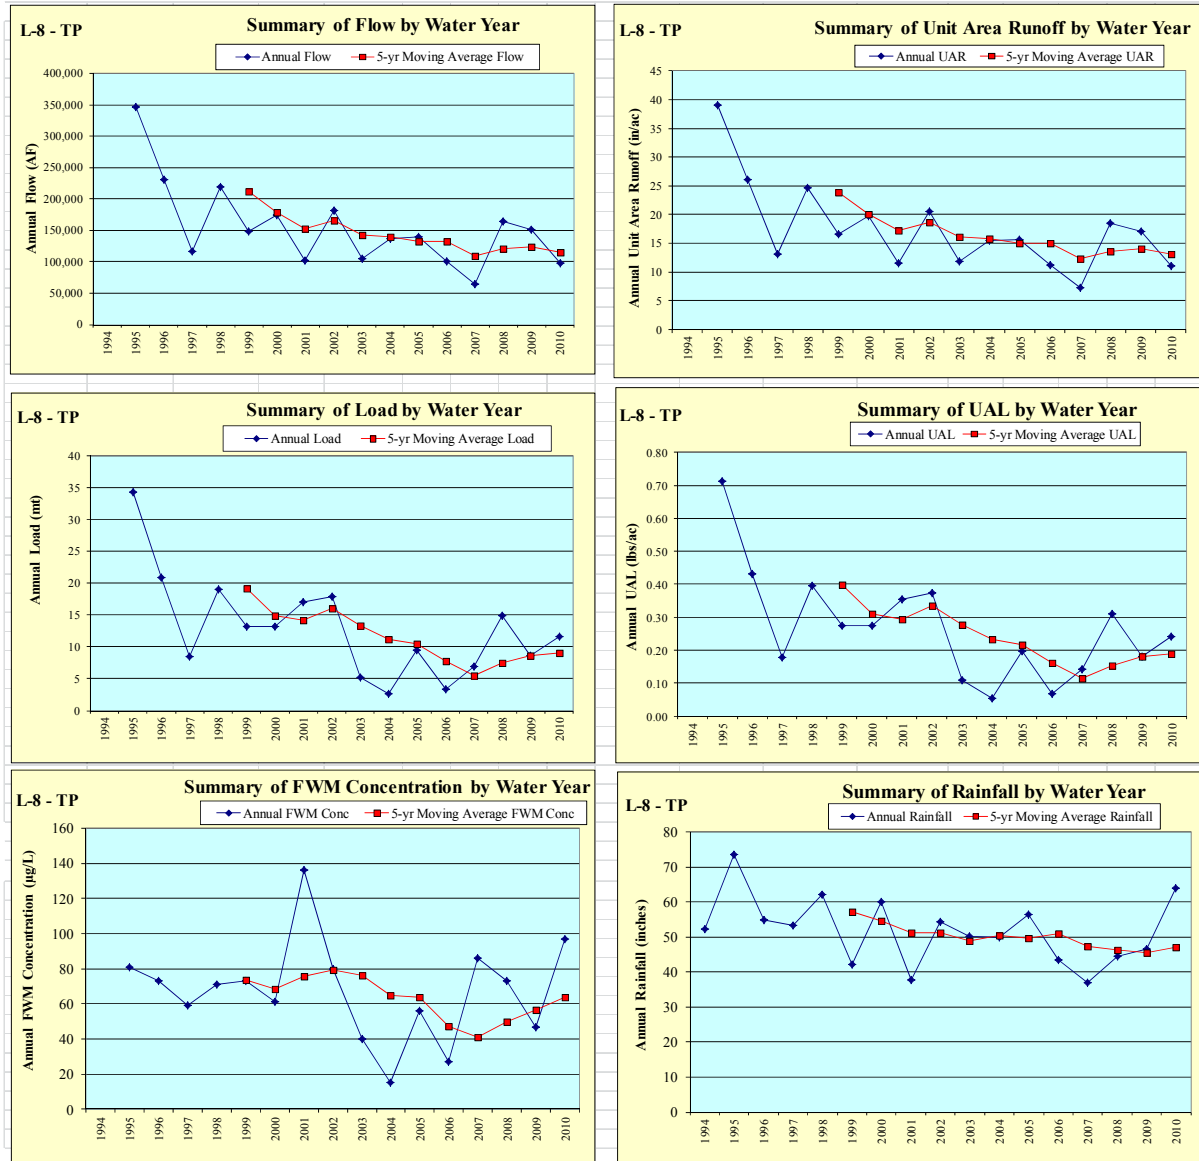 L-8 - TP
Summary of Flow by Water Year
Annual Flow
5-yr Moving Average Flow
Annual Flow (AF)
400,000
350,000
300,000
250,000
200,000
150,000
100,000
50,000
0
1994 1995 1996 1997 1998 1999 2000 2001 2002 2003 2004 2005 2006 2007 2008 2009 2010
L-8 - TP
Summary of Unit Area Runoff by Water Year
Annual UAR
5-yr Moving Average UAR
Annual Unit Area Runoff (in/ac)
45
40
35
30
25
20
15
10
5
0
1994 1995 1996 1997 1998 1999 2000 2001 2002 2003 2004 2005 2006 2007 2008 2009 2010
L-8 - TP
Summary of Load by Water Year
Annual Load
5-yr Moving Average Load
Annual Load (mt)
40
35
30
25
20
15
10
5
0
1994 1995 1996 1997 1998 1999 2000 2001 2002 2003 2004 2005 2006 2007 2008 2009 2010
L-8 - TP
Summary of UAL by Water Year
Annual UAL
5-yr Moving Average UAL
Annual UAL (lbs/ac)
0.80
0.70
0.60
0.50
0.40
0.30
0.20
0.10
0.00
1994 1995 1996 1997 1998 1999 2000 2001 2002 2003 2004 2005 2006 2007 2008 2009 2010
L-8 - TP
Summary of FWM Concentration by Water Year
Annual FWM Conc
5-yr Moving Average FWM Conc
Annual FWM Concentration (µg/L)
160
140
120
100
80
60
40
20
0
1994 1995 1996 1997 1998 1999 2000 2001 2002 2003 2004 2005 2006 2007 2008 2009 2010
L-8 - TP
Summary of Rainfall by Water Year
Annual Rainfall
5-yr Moving Average Rainfall
Annual Rainfall (inches)
80
70
60
50
40
30
20
10
0
1994 1995 1996 1997 1998 1999 2000 2001 2002 2003 2004 2005 2006 2007 2008 2009 2010